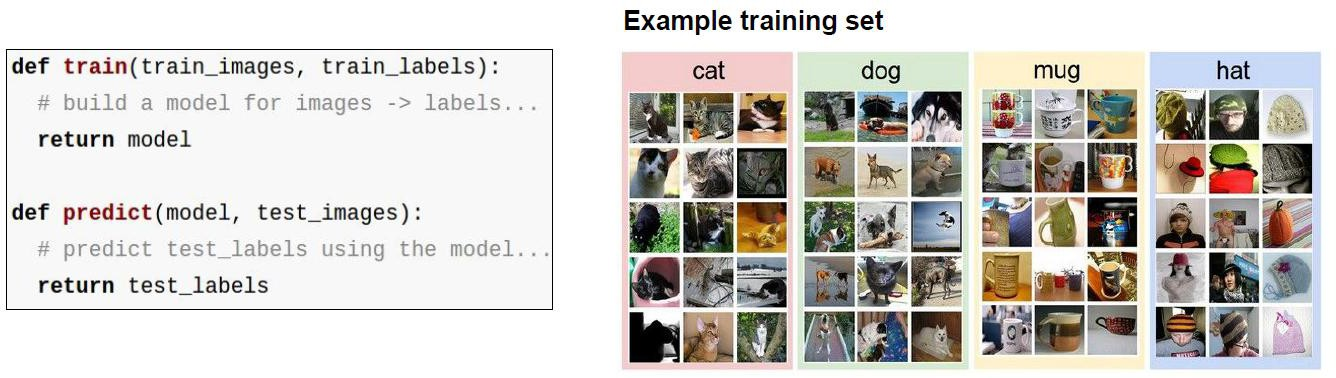 Example training set
def train(train_images, train_labels):
# build a model for images -> labels...
return model
def predict(model, test_images):
# predict test_labels using the model...
return test_labels
cat
dog
mug
hat